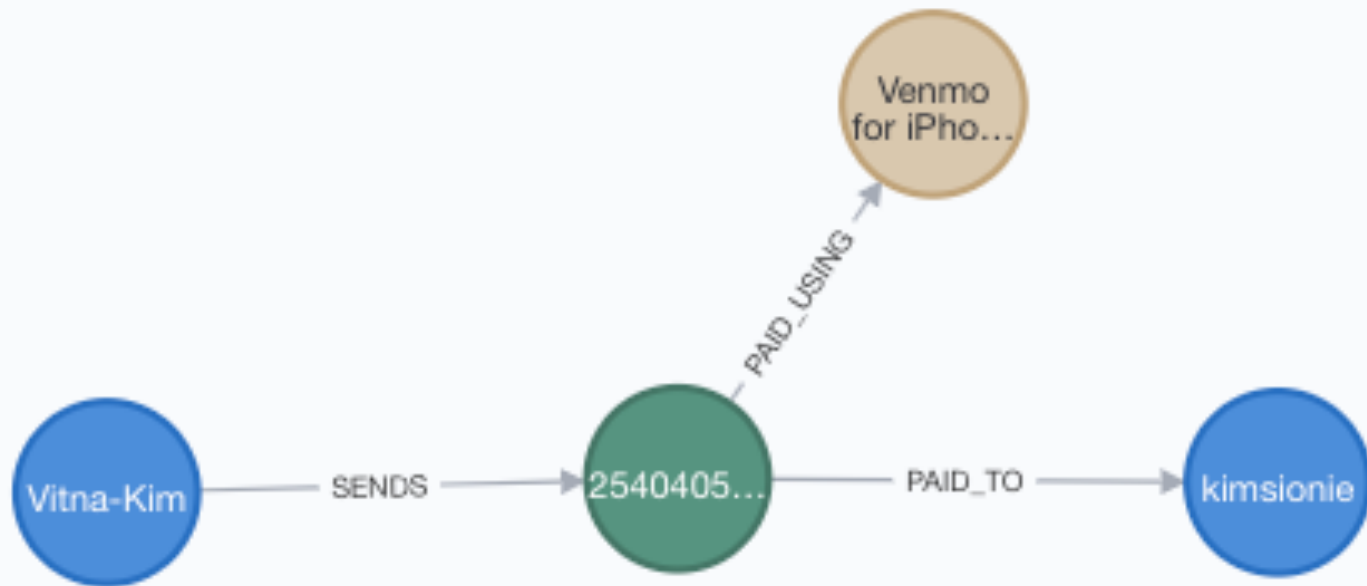 Venmo
for iPho...
PAID_USING
Vitna-Kim
SENDS
2540405...
PAID_TO
kimsionie